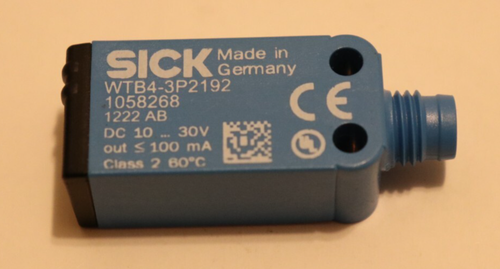 SICK Made in
Germany
WTB4-3P2192
1058268
1222 AB
DC 10 ... 30V
out ≤ 100 mA
Class 2 60°C
CE